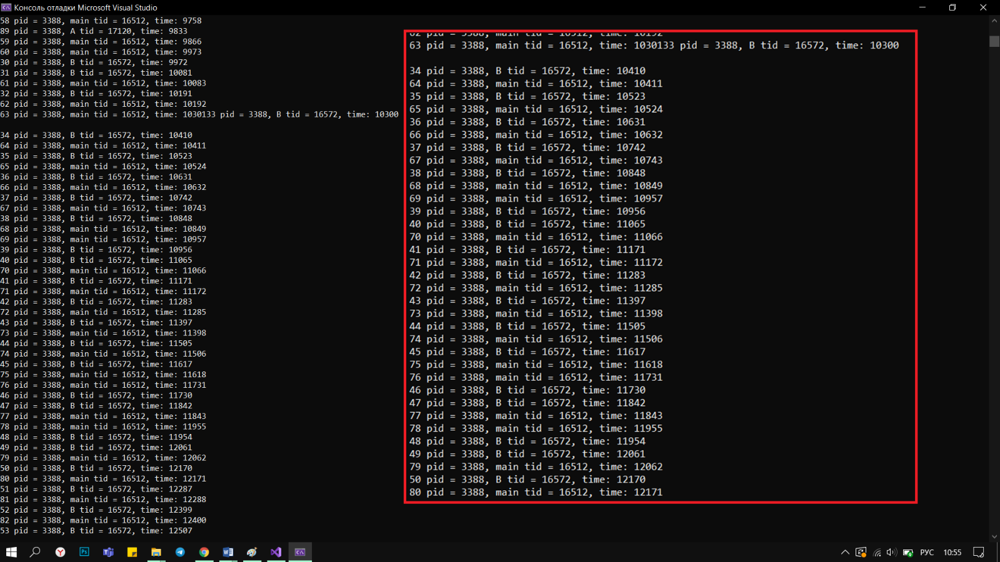 Консоль отладки Microsoft Visual Studio
58 pid = 3388, main tid = 16512, time: 9758
89 pid = 3388, A tid = 17120, time: 9833
59 pid = 3388, main tid = 16512, time: 9866
60 pid = 3388, main tid = 16512, time: 9973
30 pid = 3388, B tid = 16572, time: 9972
31 pid = 3388, B tid = 16572, time: 10081
61 pid = 3388, main tid = 16512, time: 10083
32 pid = 3388, B tid = 16572, time: 10191
62 pid = 3388, main tid = 16512, time: 10192
63 pid = 3388, main tid = 16512, time: 1030133 pid = 3388, B tid = 16572, time: 10300
34 pid = 3388, B tid = 16572, time: 10410
64 pid = 3388, main tid = 16512, time: 10411
35 pid = 3388, B tid = 16572, time: 10523
65 pid = 3388, main tid = 16512, time: 10524
36 pid = 3388, B tid = 16572, time: 10631
66 pid = 3388, main tid = 16512, time: 10632
37 pid = 3388, B tid = 16572, time: 10742
67 pid = 3388, main tid = 16512, time: 10743
38 pid = 3388, B tid = 16572, time: 10848
68 pid = 3388, main tid = 16512, time: 10849
69 pid = 3388, main tid = 16512, time: 10957
39 pid = 3388, B tid = 16572, time: 10956
40 pid = 3388, B tid = 16572, time: 11065
70 pid = 3388, main tid = 16512, time: 11066
41 pid = 3388, B tid = 16572, time: 11171
71 pid = 3388, main tid = 16512, time: 11172
42 pid = 3388, B tid = 16572, time: 11283
72 pid = 3388, main tid = 16512, time: 11285
43 pid = 3388, B tid = 16572, time: 11397
73 pid = 3388, main tid = 16512, time: 11398
44 pid = 3388, B tid = 16572, time: 11505
74 pid = 3388, main tid = 16512, time: 11506
45 pid = 3388, B tid = 16572, time: 11617
75 pid = 3388, main tid = 16512, time: 11618
76 pid = 3388, main tid = 16512, time: 11731
46 pid = 3388, B tid = 16572, time: 11730
47 pid = 3388, B tid = 16572, time: 11842
77 pid = 3388, main tid = 16512, time: 11843
78 pid = 3388, main tid = 16512, time: 11955
48 pid = 3388, B tid = 16572, time: 11954
49 pid = 3388, B tid = 16572, time: 12061
79 pid = 3388, main tid = 16512, time: 12062
50 pid = 3388, B tid = 16572, time: 12170
80 pid = 3388, main tid = 16512, time: 12171
51 pid = 3388, B tid = 16572, time: 12287
81 pid = 3388, main tid = 16512, time: 12288
52 pid = 3388, B tid = 16572, time: 12399
82 pid = 3388, main tid = 16512, time: 12400
53 pid = 3388, B tid = 16572, time: 12507
62 pid = 3388, main tid = 16512, time: 10192
63 pid = 3388, main tid = 16512, time: 1030133 pid = 3388, B tid = 16572, time: 10300
34 pid = 3388, B tid = 16572, time: 10410
64 pid = 3388, main tid = 16512, time: 10411
35 pid = 3388, B tid = 16572, time: 10523
65 pid = 3388, main tid = 16512, time: 10524
36 pid = 3388, B tid = 16572, time: 10631
66 pid = 3388, main tid = 16512, time: 10632
37 pid = 3388, B tid = 16572, time: 10742
67 pid = 3388, main tid = 16512, time: 10743
38 pid = 3388, B tid = 16572, time: 10848
68 pid = 3388, main tid = 16512, time: 10849
69 pid = 3388, main tid = 16512, time: 10957
39 pid = 3388, B tid = 16572, time: 10956
40 pid = 3388, B tid = 16572, time: 11065
70 pid = 3388, main tid = 16512, time: 11066
41 pid = 3388, B tid = 16572, time: 11171
71 pid = 3388, main tid = 16512, time: 11172
42 pid = 3388, B tid = 16572, time: 11283
72 pid = 3388, main tid = 16512, time: 11285
43 pid = 3388, B tid = 16572, time: 11397
73 pid = 3388, main tid = 16512, time: 11398
44 pid = 3388, B tid = 16572, time: 11505
74 pid = 3388, main tid = 16512, time: 11506
45 pid = 3388, B tid = 16572, time: 11617
75 pid = 3388, main tid = 16512, time: 11618
76 pid = 3388, main tid = 16512, time: 11731
46 pid = 3388, B tid = 16572, time: 11730
47 pid = 3388, B tid = 16572, time: 11842
77 pid = 3388, main tid = 16512, time: 11843
78 pid = 3388, main tid = 16512, time: 11955
48 pid = 3388, B tid = 16572, time: 11954
49 pid = 3388, B tid = 16572, time: 12061
79 pid = 3388, main tid = 16512, time: 12062
50 pid = 3388, B tid = 16572, time: 12170
80 pid = 3388, main tid = 16512, time: 12171
РУС 10:55